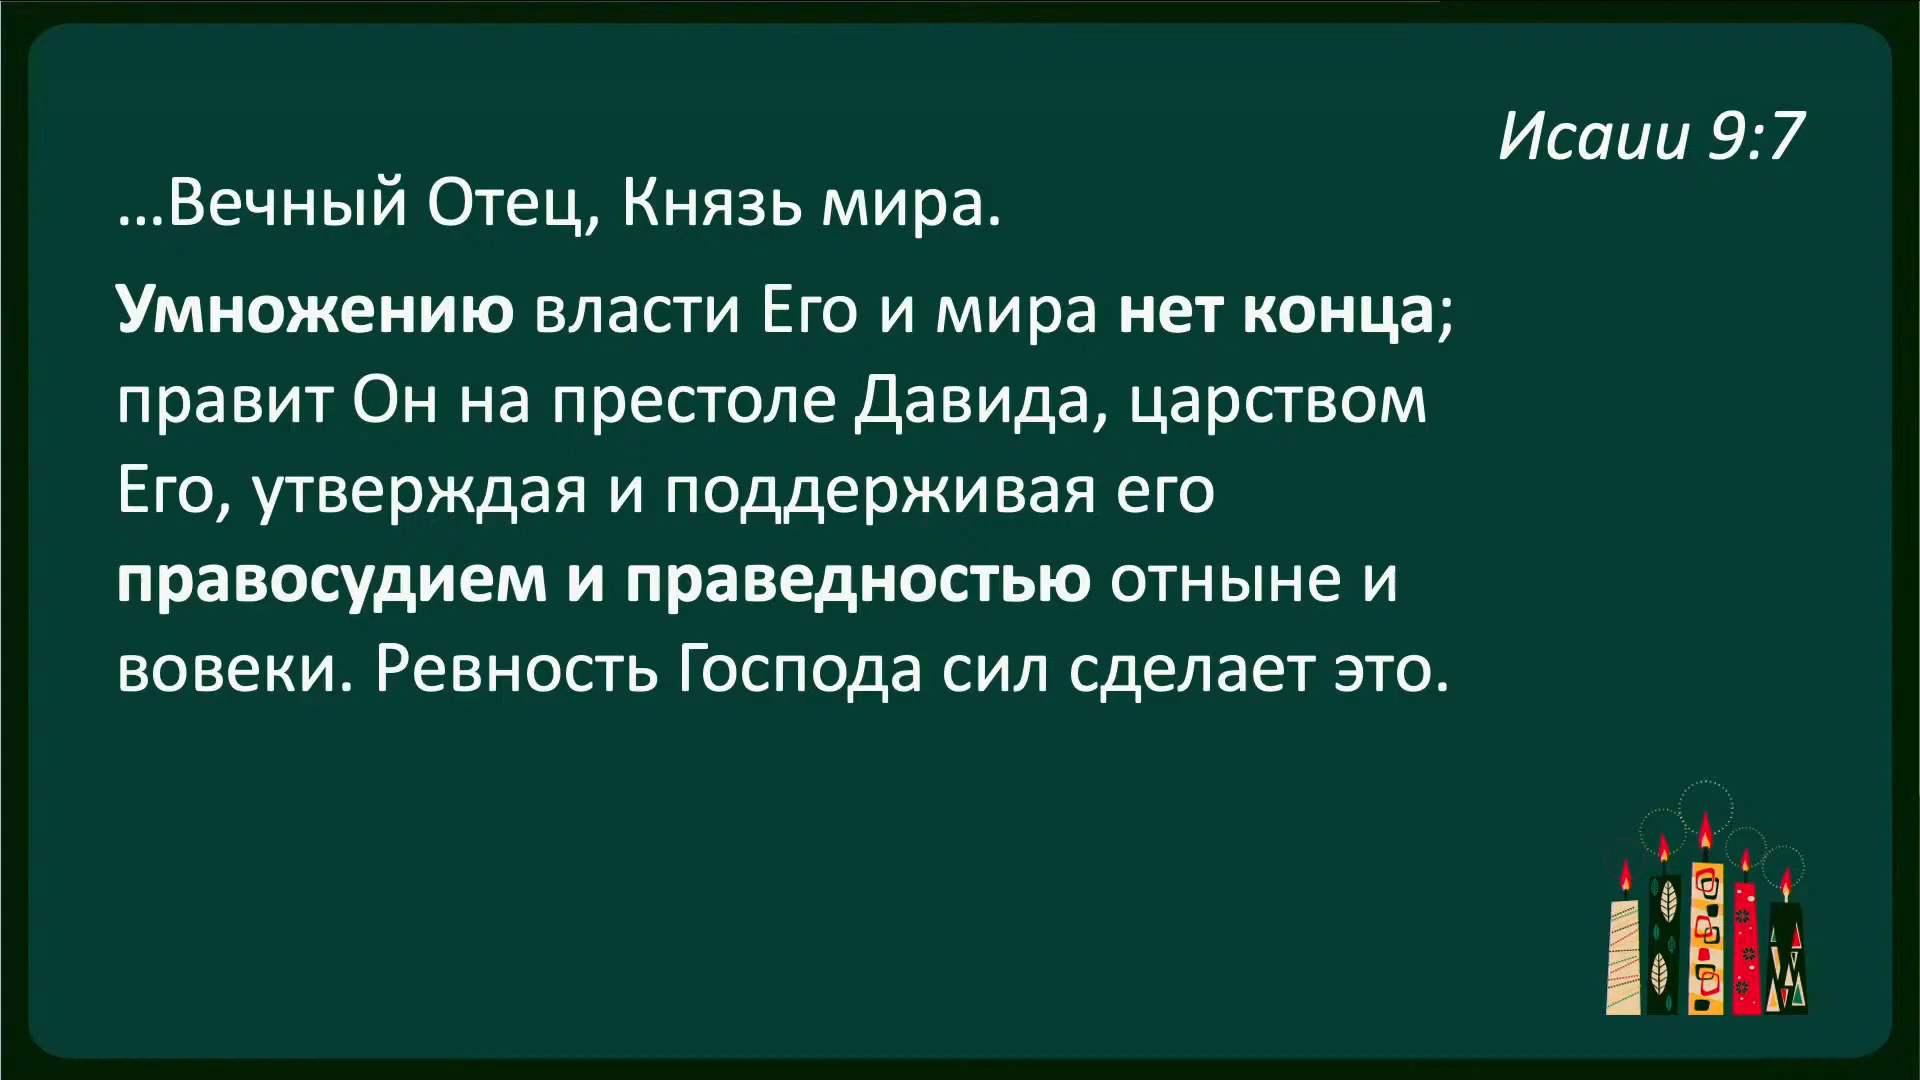 Исаии 9:7
...Вечный Отец, Князь мира.
Умножению власти Его и мира нет конца;
правит Он на престоле Давида, царством
Его, утверждая и поддерживая его
правосудием и праведностью отныне и
вовеки. Ревность Господа сил сделает это.